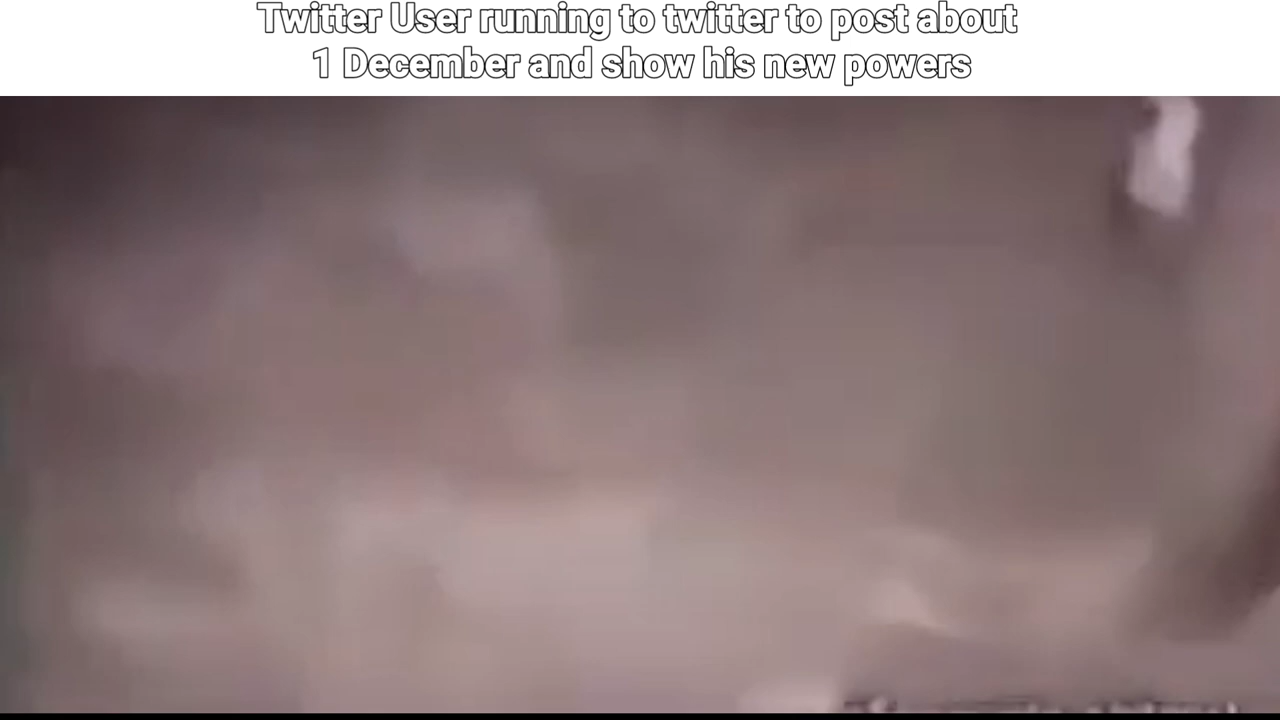 Twitter User running to twitter to post about
1 December and show his new powers